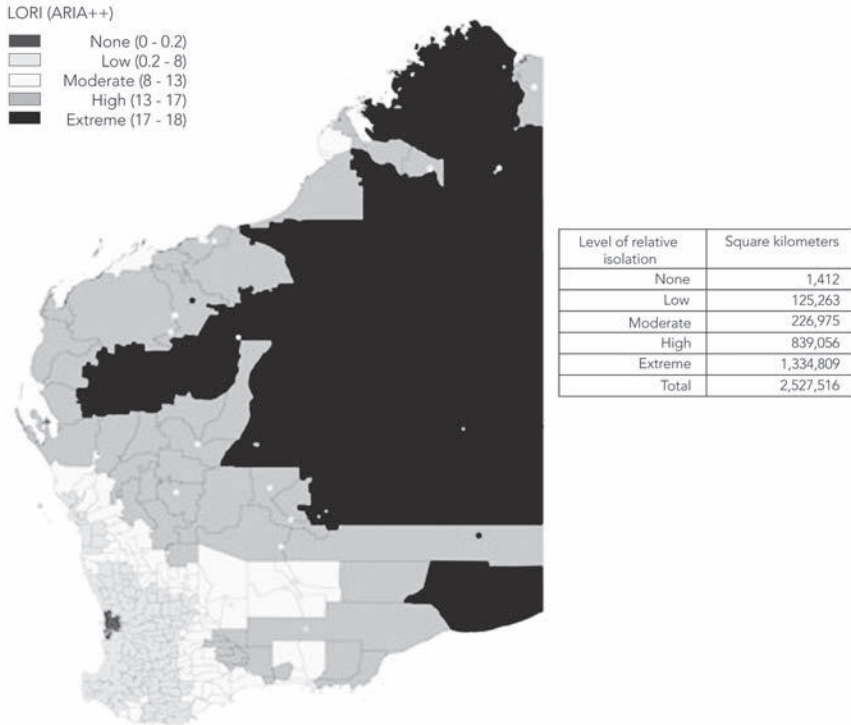 LORI (ARIA++)
None (0 - 0.2)
Low (0.2 - 8)
Moderate (8 - 13)
High (13 - 17)
Extreme (17 - 18)
Level of relative isolation Square kilometers
None 1,412
Low 125,263
Moderate 226,975
High 839,056
Extreme 1,334,809
Total 2,527,516